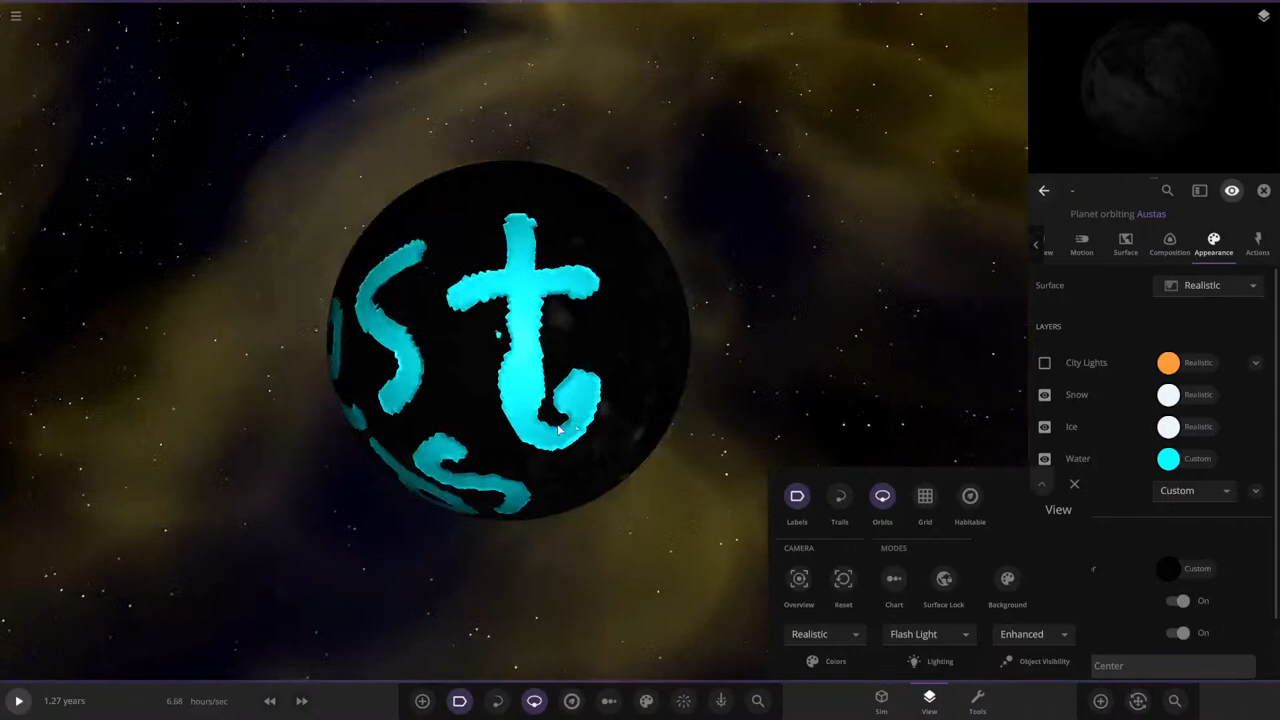 St
S
-
Planet orbiting Austas
ew Motion Surface Composition Appearance Actions
Surface Realistic
LAYERS
City Lights Realistic
Snow Realistic
Ice Realistic
Water Custom
Custom
View
r Custom
On
On
Center
Labels Trails Orbits Grid Habitable
CAMERA MODES
Overview Reset Chart Surface Lock Background
Realistic Flash Light Enhanced
Colors Lighting Object Visibility
1.27 years 6.68 hours/sec Sim View Tools